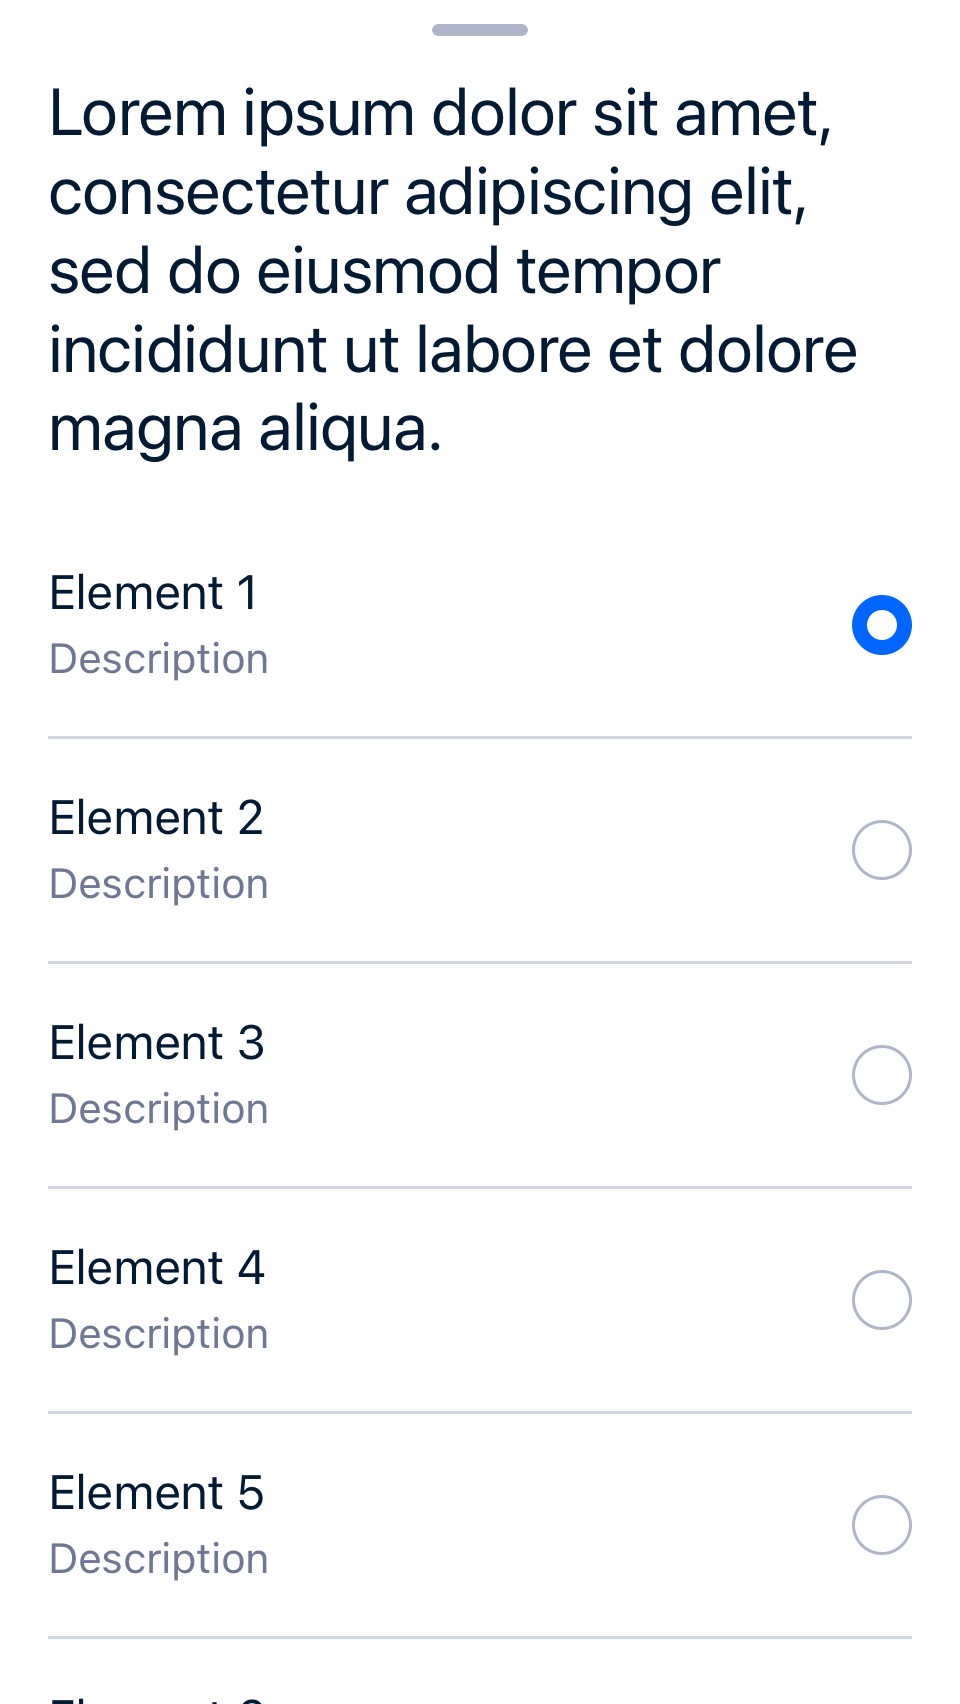 Lorem ipsum dolor sit amet,
consectetur adipiscing elit,
sed do eiusmod tempor
incididunt ut labore et dolore
magna aliqua.
Element 1
Description
Element 2
Description
Element 3
Description
Element 4
Description
Element 5
Description